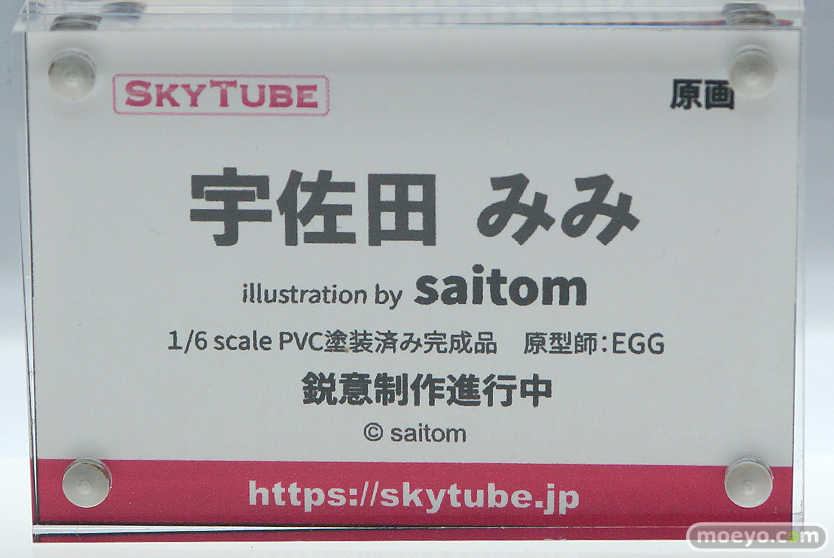 SKYTUBE
原画
宇佐田 みみ
illustration by saitom
1/6 scale PVC塗装済み完成品 原型師:EGG
鋭意制作進行中
© saitom
https://skytube.jp
moeyo.com